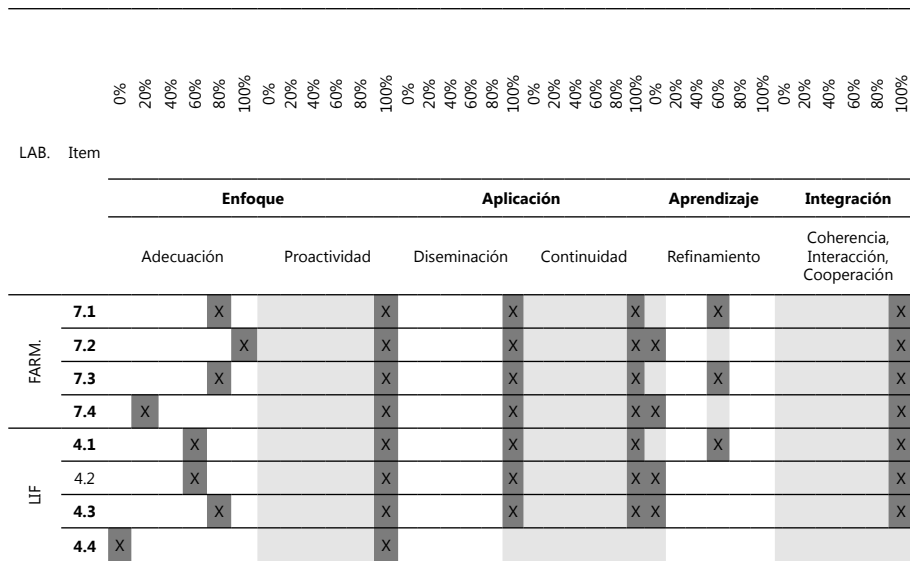 0% 20% 40% 60% 80% 100% 0% 20% 40% 60% 80% 100% 0% 20% 40% 60% 80% 100% 0% 20% 40% 60% 80% 100% 0% 20% 40% 60% 80% 100% 0% 20% 40% 60% 80% 100%
LAB. Item
Enfoque Aplicación Aprendizaje Integración
Adecuación Proactividad Diseminación Continuidad Refinamiento Coherencia,
Interacción,
Cooperación
FARM.
7.1 X X X X X X
7.2 X X X X X X
7.3 X X X X X X
7.4 X X X X X X
LIF
4.1 X X X X X X
4.2 X X X X X X
4.3 X X X X X X
4.4 X X